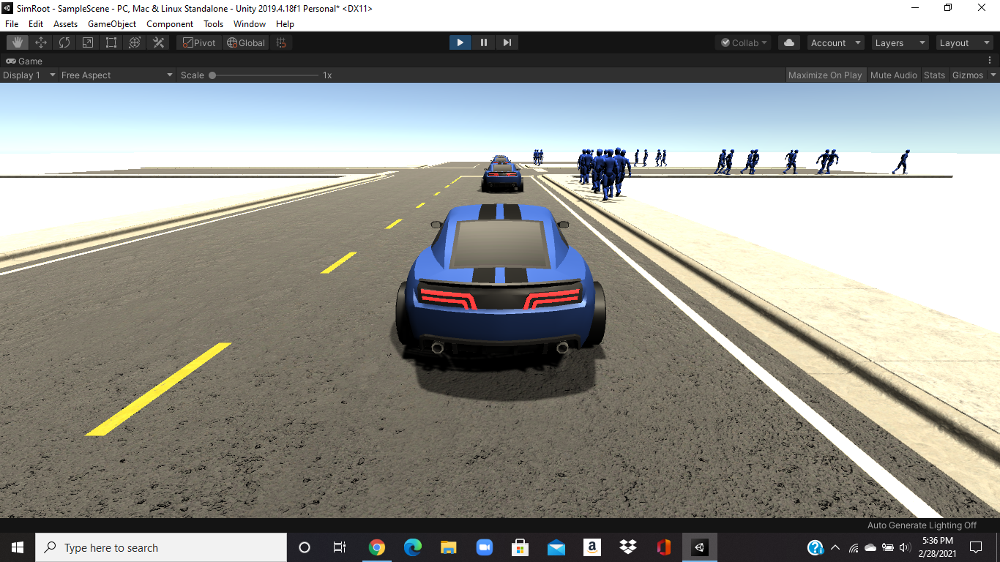 SimRoot - SampleScene - PC, Mac & Linux Standalone - Unity 2019.4.18f1 Personal* <DX11>
File Edit Assets GameObject Component Tools Window Help
Pivot Global Collab Account Layers Layout
Game
Display 1 Free Aspect Scale 1x Maximize On Play Mute Audio Stats Gizmos
Auto Generate Lighting Off
Type here to search
5:36 PM
2/28/2021